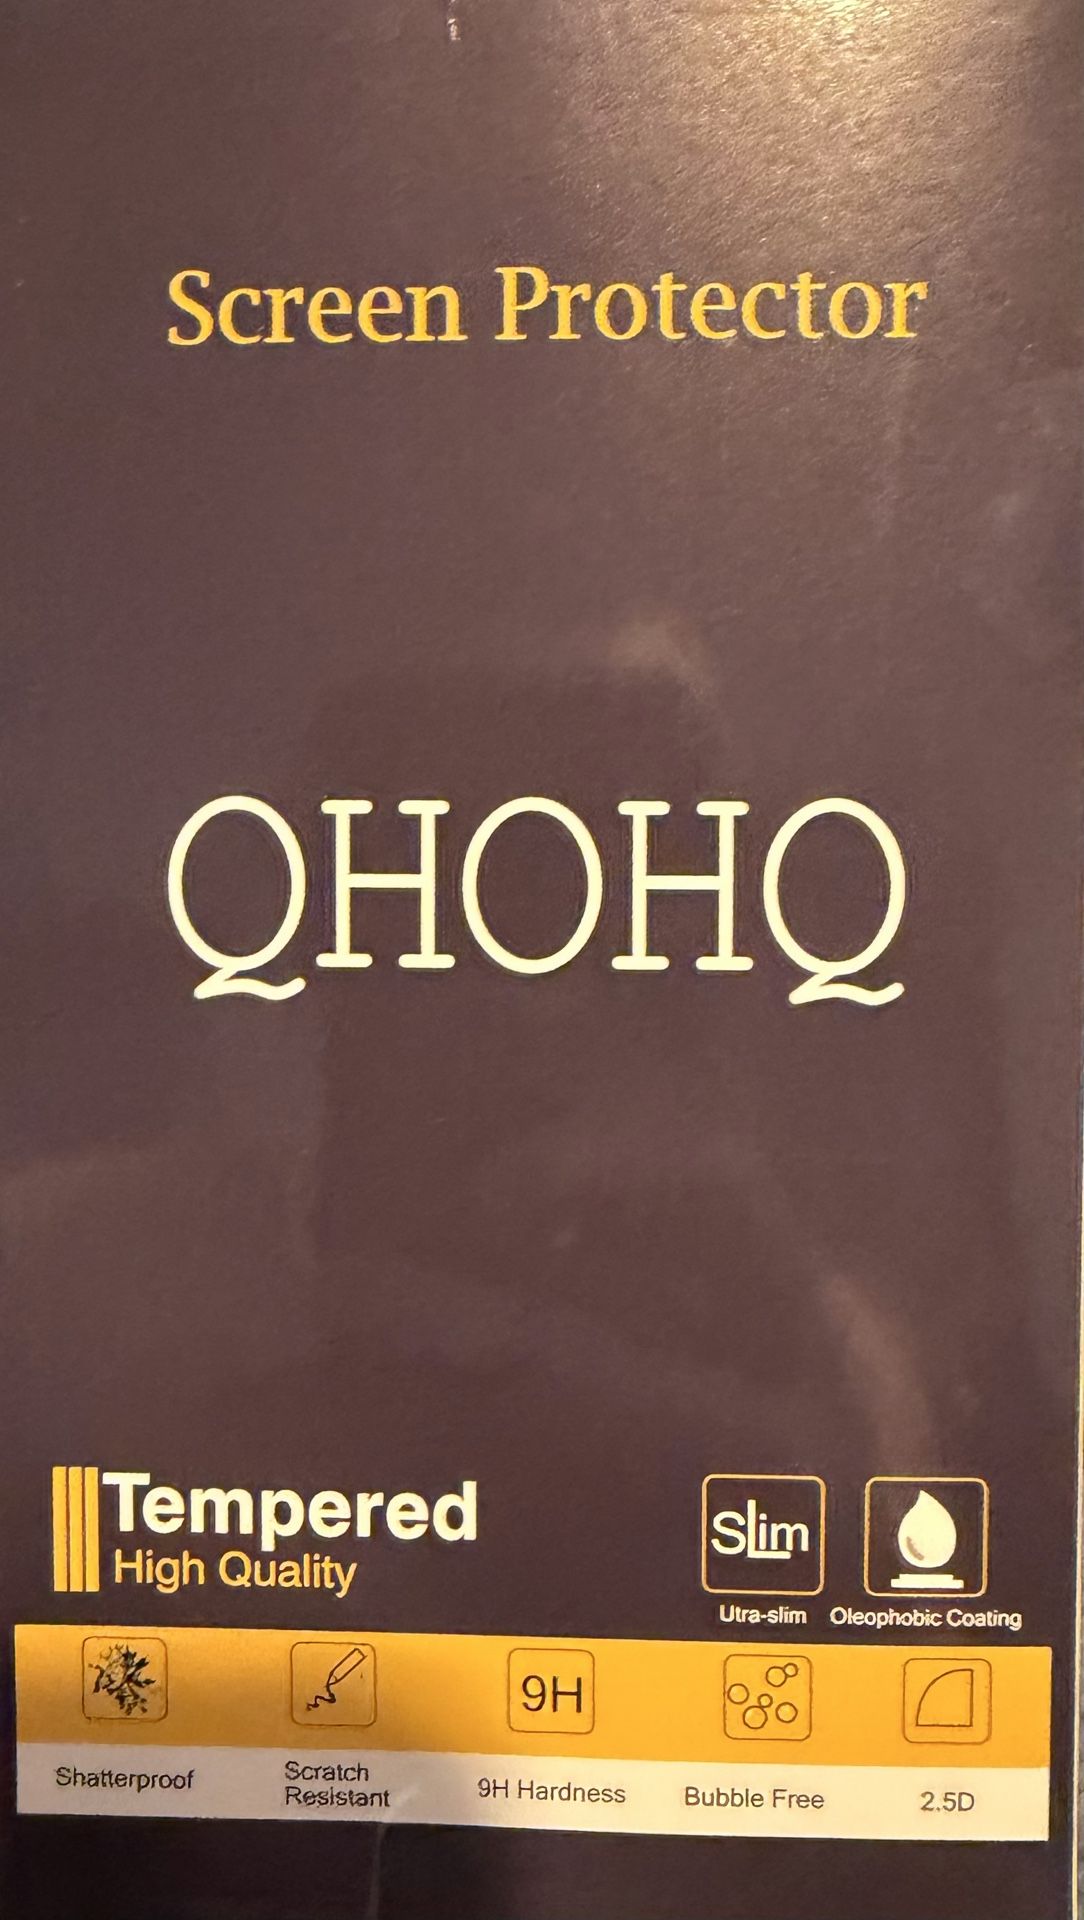 Screen Protector
QHOHQ
Tempered
High Quality
SLim
Utra-slim
Oleophobic Coating
9H
Shatterproof
Scratch
Resistant
9H Hardness
Bubble Free
2.5D